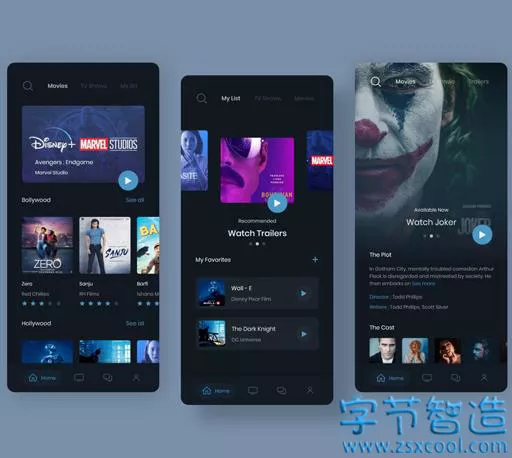 Movies TV Shows My List
Disney+ MARVEL STUDIOS
Avengers : Endgame
Marvel Studio
Bollywood See all
ZERO SANJU
Zero Sanju Barfi
Red Chillies RH Films Ishana
Hollywood See all
Home
My List TV Shows Movies
MARVEL
Recommended
Watch Trailers
My Favorites +
Wall - E
Disney Pixar Film
The Dark Knight
DC Universe
Home
Movies TV Shows Trailers
Available Now
Watch Joker
JOKER
The Plot
In Gotham City, mentally troubled comedian Arthur
Fleck is disregarded and mistreated by society. He
then embarks on See more
Director : Todd Phillips
Writers : Todd Phillips, Scott Silver
The Cast
Home
字节智造
www.zsxcool.com